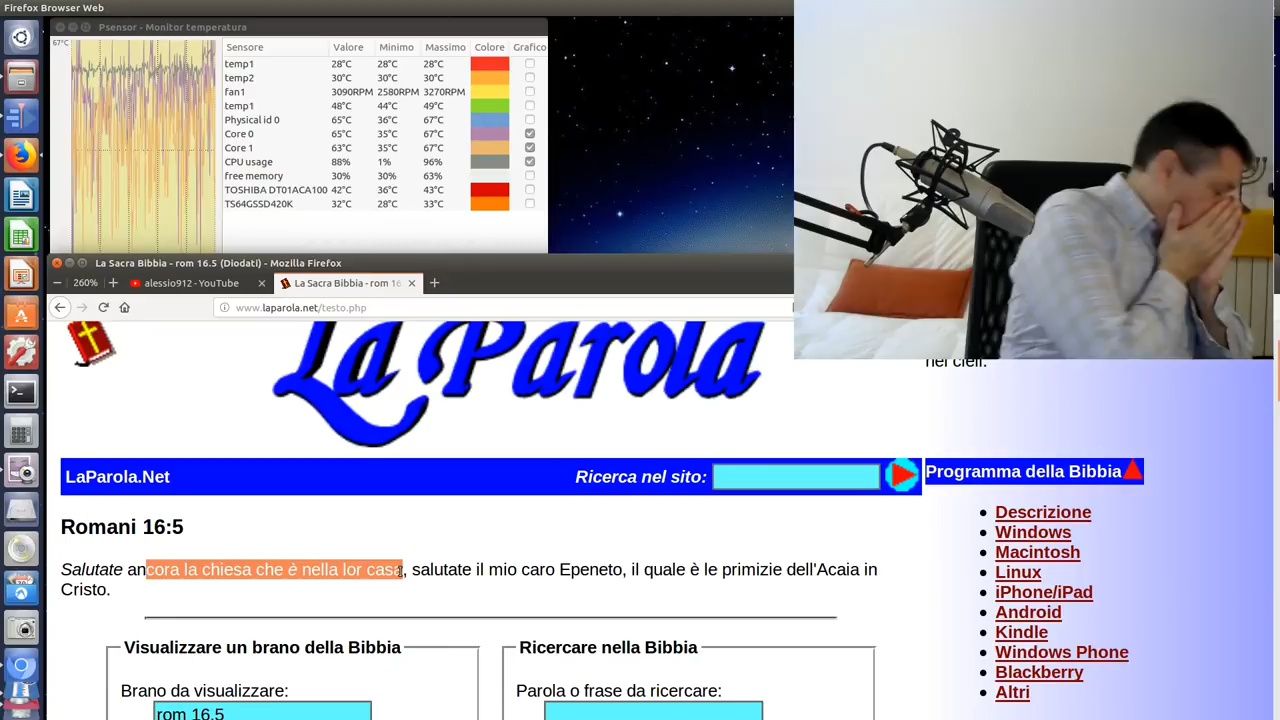 Firefox Browser Web
Psensor - Monitor temperatura
67°C
Sensore Valore Minimo Massimo Colore Grafico
temp1 28°C 28°C 28°C
temp2 30°C 30°C 30°C
fan1 3090RPM 2580RPM 3270RPM
temp1 48°C 44°C 49°C
Physical id 0 65°C 36°C 67°C
Core 0 65°C 35°C 67°C
Core 1 63°C 35°C 67°C
CPU usage 88% 1% 96%
free memory 30% 30% 63%
TOSHIBA DT01ACA100 42°C 36°C 43°C
TS64GSSD420K 32°C 28°C 33°C
La Sacra Bibbia - rom 16.5 (Diodati) - Mozilla Firefox
260% alessio912 - YouTube La Sacra Bibbia - rom 16
www.laparola.net/testo.php
La Parola
nei cieli.
LaParola.Net Ricerca nel sito:
Programma della Bibbia
Romani 16:5
Salutate ancora la chiesa che è nella lor casa, salutate il mio caro Epeneto, il quale è le primizie dell'Acaia in
Cristo.
Descrizione
Windows
Macintosh
Linux
iPhone/iPad
Android
Kindle
Windows Phone
Blackberry
Altri
Visualizzare un brano della Bibbia
Brano da visualizzare:
rom 16.5
Ricercare nella Bibbia
Parola o frase da ricercare: